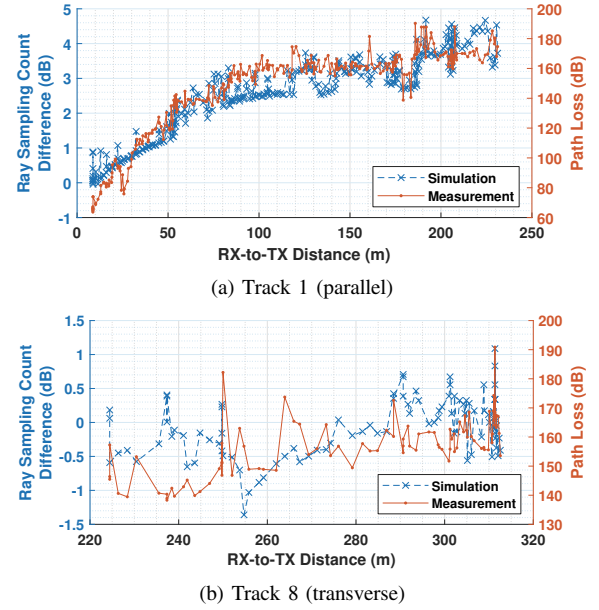 5
4
3
2
1
0
-1
Ray Sampling Count
Difference (dB)
200
180
160
140
120
100
80
60
Path Loss (dB)
Simulation
Measurement
0 50 100 150 200 250
RX-to-TX Distance (m)
(a) Track 1 (parallel)
1.5
1
0.5
0
-0.5
-1
-1.5
Ray Sampling Count
Difference (dB)
200
190
180
170
160
150
140
130
Path Loss (dB)
Simulation
Measurement
220 240 260 280 300 320
RX-to-TX Distance (m)
(b) Track 8 (transverse)